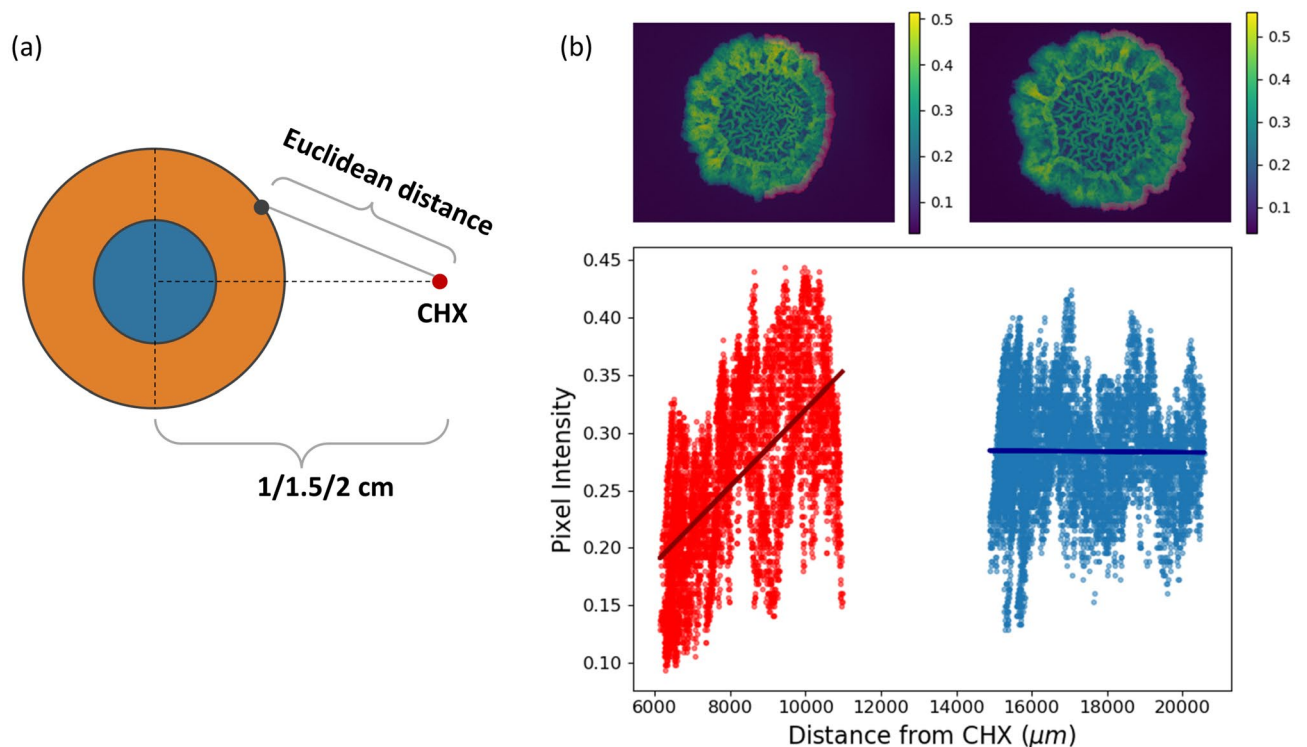 (a)
Euclidean distance
CHX
1/1.5/2 cm
(b)
0.5
0.4
0.3
0.2
0.1
0.5
0.4
0.3
0.2
0.1
0.45
0.40
0.35
0.30
0.25
0.20
0.15
0.10
Pixel Intensity
6000 8000 10000 12000 14000 16000 18000 20000
Distance from CHX (μm)